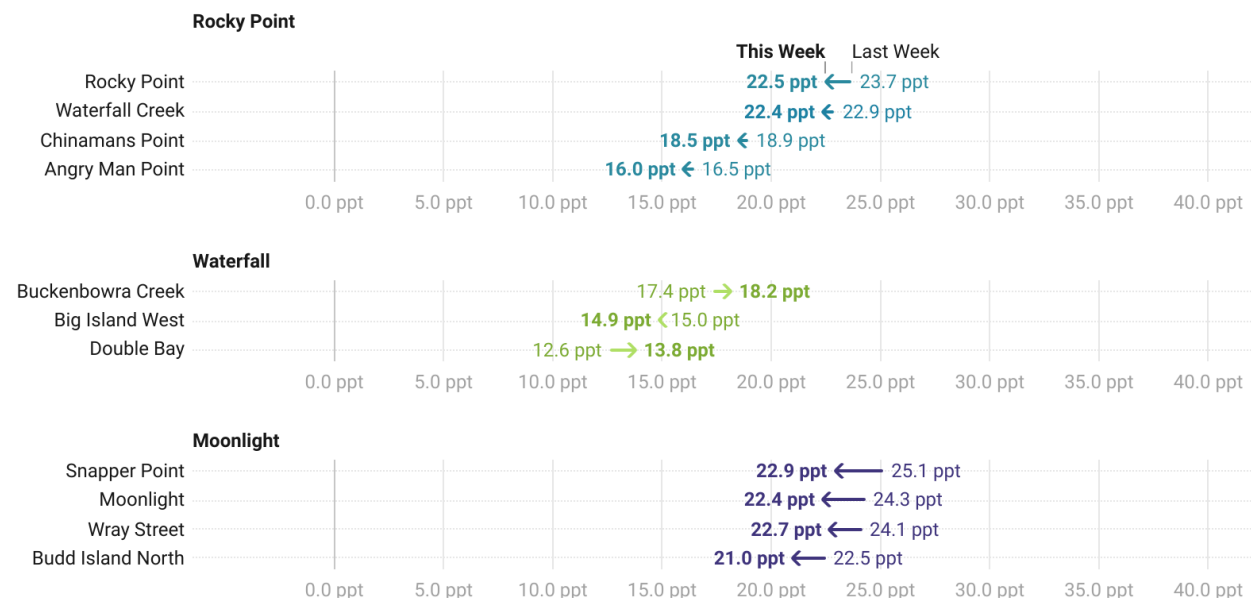 Rocky Point
This Week Last Week
Rocky Point 22.5 ppt 23.7 ppt
Waterfall Creek 22.4 ppt 22.9 ppt
Chinamans Point 18.5 ppt 18.9 ppt
Angry Man Point 16.0 ppt 16.5 ppt
0.0 ppt 5.0 ppt 10.0 ppt 15.0 ppt 20.0 ppt 25.0 ppt 30.0 ppt 35.0 ppt 40.0 ppt
Waterfall
Buckenbowra Creek 17.4 ppt 18.2 ppt
Big Island West 14.9 ppt 15.0 ppt
Double Bay 12.6 ppt 13.8 ppt
0.0 ppt 5.0 ppt 10.0 ppt 15.0 ppt 20.0 ppt 25.0 ppt 30.0 ppt 35.0 ppt 40.0 ppt
Moonlight
Snapper Point 22.9 ppt 25.1 ppt
Moonlight 22.4 ppt 24.3 ppt
Wray Street 22.7 ppt 24.1 ppt
Budd Island North 21.0 ppt 22.5 ppt
0.0 ppt 5.0 ppt 10.0 ppt 15.0 ppt 20.0 ppt 25.0 ppt 30.0 ppt 35.0 ppt 40.0 ppt